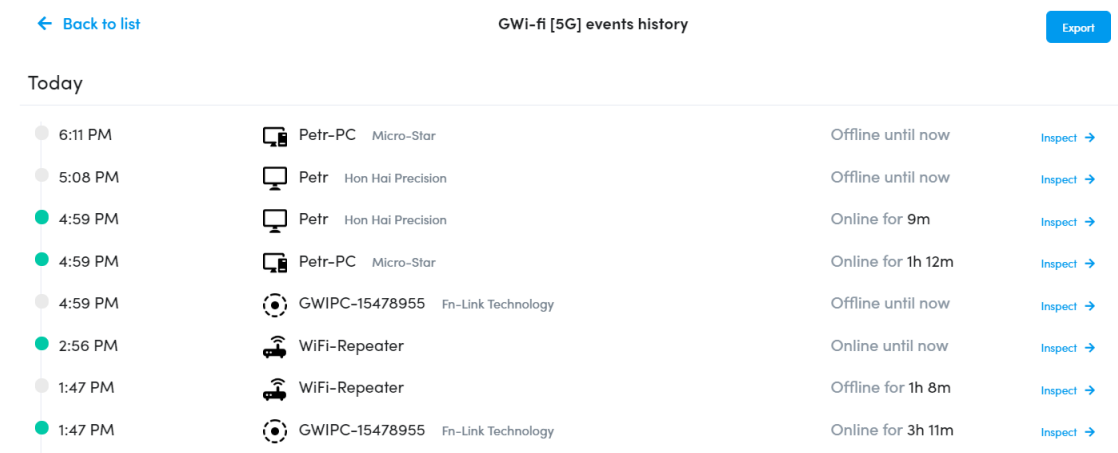 ← Back to list GWi-fi [5G] events history Export
Today
6:11 PM Petr-PC Micro-Star Offline until now Inspect →
5:08 PM Petr Hon Hai Precision Offline until now Inspect →
4:59 PM Petr Hon Hai Precision Online for 9m Inspect →
4:59 PM Petr-PC Micro-Star Online for 1h 12m Inspect →
4:59 PM GWIPC-15478955 Fn-Link Technology Offline until now Inspect →
2:56 PM WiFi-Repeater Online until now Inspect →
1:47 PM WiFi-Repeater Offline for 1h 8m Inspect →
1:47 PM GWIPC-15478955 Fn-Link Technology Online for 3h 11m Inspect →